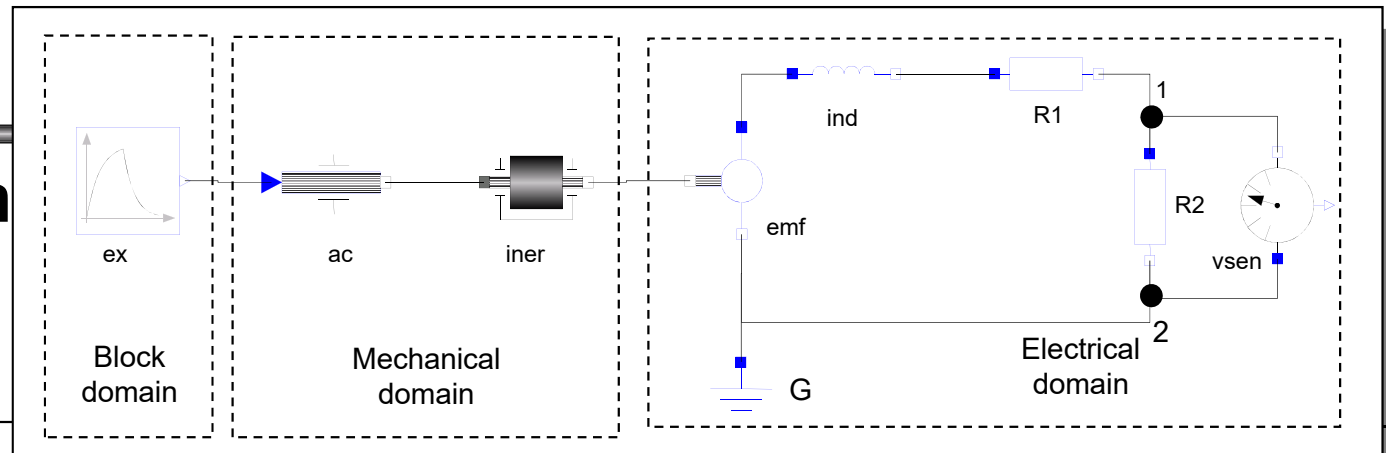 ex
Block
domain
ac
iner
Mechanical
domain
ind
R1
1
emf
R2
vsen
2
G
Electrical
domain